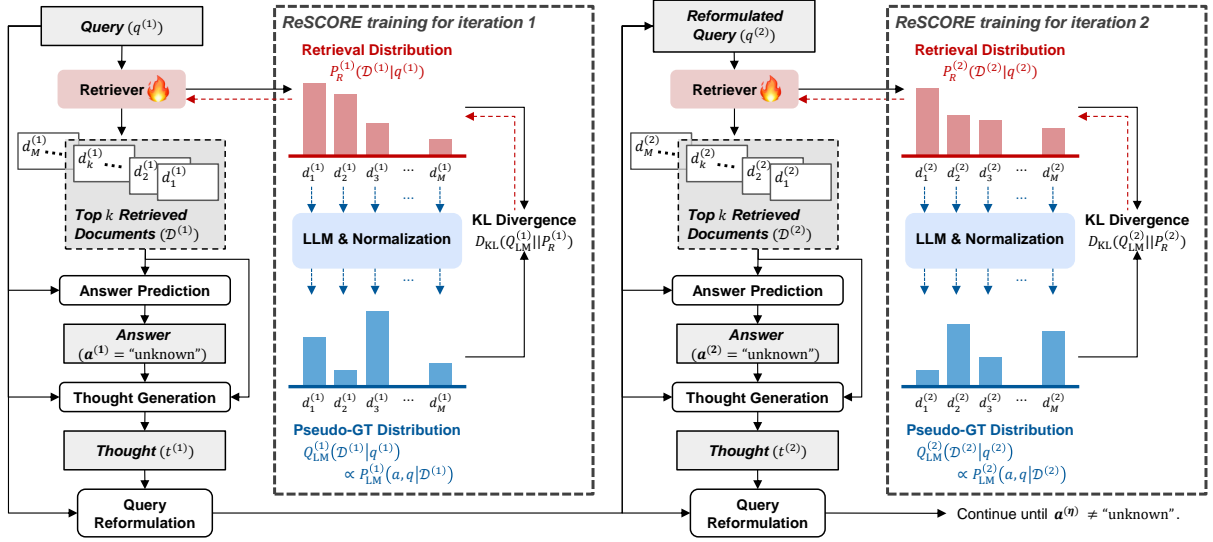 Query (q^(1))
Retriever
d_M^(1)
d_k^(1)
d_2^(1)
d_1^(1)
Top k Retrieved
Documents (𝒟^(1))
Answer Prediction
Answer
(a^(1) = “unknown”)
Thought Generation
Thought (t^(1))
Query
Reformulation
ReSCORE training for iteration 1
Retrieval Distribution
P_R^(1)(𝒟^(1)|q^(1))
d_1^(1) d_2^(1) d_3^(1) ... d_M^(1)
...
LLM & Normalization
...
KL Divergence
D_KL(Q_LM^(1)||P_R^(1))
d_1^(1) d_2^(1) d_3^(1) ... d_M^(1)
Pseudo-GT Distribution
Q_LM^(1)(𝒟^(1)|q^(1))
∝ P_LM^(1)(a, q|𝒟^(1))
Reformulated
Query (q^(2))
Retriever
d_M^(2)
d_k^(2)
d_2^(2)
d_1^(2)
Top k Retrieved
Documents (𝒟^(2))
Answer Prediction
Answer
(a^(2) = “unknown”)
Thought Generation
Thought (t^(2))
Query
Reformulation
ReSCORE training for iteration 2
Retrieval Distribution
P_R^(2)(𝒟^(2)|q^(2))
d_1^(2) d_2^(2) d_3^(2) ... d_M^(2)
...
LLM & Normalization
...
KL Divergence
D_KL(Q_LM^(2)||P_R^(2))
d_1^(2) d_2^(2) d_3^(2) ... d_M^(2)
Pseudo-GT Distribution
Q_LM^(2)(𝒟^(2)|q^(2))
∝ P_LM^(2)(a, q|𝒟^(2))
Continue until a^(η) ≠ “unknown”.